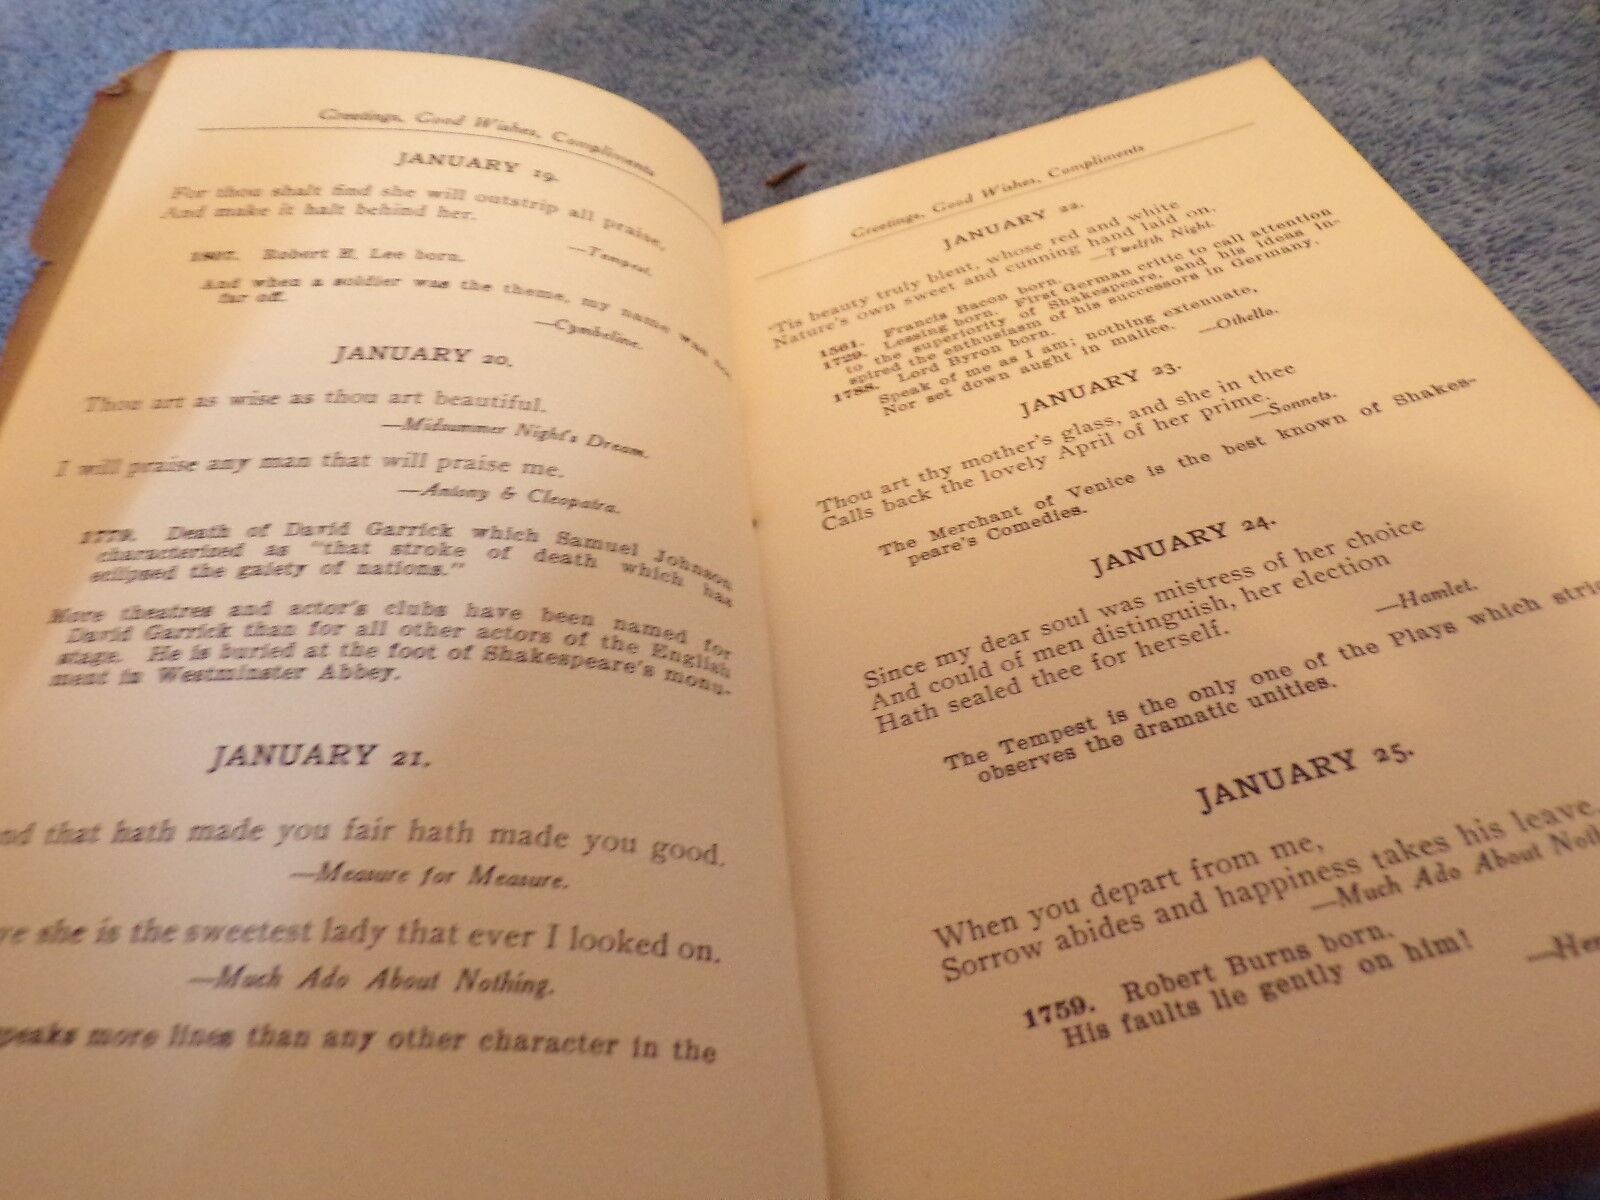 Greetings, Good Wishes, Compliments
JANUARY 19.
For thou shalt find she will outstrip all praise,
And make it halt behind her.
—Tempest.
1807. Robert E. Lee born.
And when a soldier was the theme, my name was not
far off.
—Cymbeline.
JANUARY 20.
Thou art as wise as thou art beautiful.
—Midsummer Night's Dream.
I will praise any man that will praise me.
—Antony & Cleopatra.
1779. Death of David Garrick which Samuel Johnson
characterized as "that stroke of death which has
eclipsed the gaiety of nations."
More theatres and actor's clubs have been named for
David Garrick than for all other actors of the English
stage. He is buried at the foot of Shakespeare's monu-
ment in Westminster Abbey.
JANUARY 21.
that hath made you fair hath made you good.
—Measure for Measure.
she is the sweetest lady that ever I looked on.
—Much Ado About Nothing.
more lines than any other character in the
Greetings, Good Wishes, Compliments
JANUARY 22.
'Tis beauty truly blent, whose red and white
Nature's own sweet and cunning hand laid on.
—Twelfth Night.
1561. Francis Bacon born.
1729. Lessing born. First German critic to call attention
to the superiority of Shakespeare, and his ideas in-
spired the enthusiasm of his successors in Germany.
1788. Lord Byron born.
Speak of me as I am; nothing extenuate,
Nor set down aught in malice.
—Othello.
JANUARY 23.
Thou art thy mother's glass, and she in thee
Calls back the lovely April of her prime.
—Sonnets.
The Merchant of Venice is the best known of Shakes-
peare's Comedies.
JANUARY 24.
Since my dear soul was mistress of her choice
And could of men distinguish, her election
Hath sealed thee for herself.
—Hamlet.
The Tempest is the only one of the Plays which
observes the dramatic unities.
JANUARY 25.
When you depart from me,
Sorrow abides and happiness takes his leave.
—Much Ado About
1759. Robert Burns born.
His faults lie gently on him!